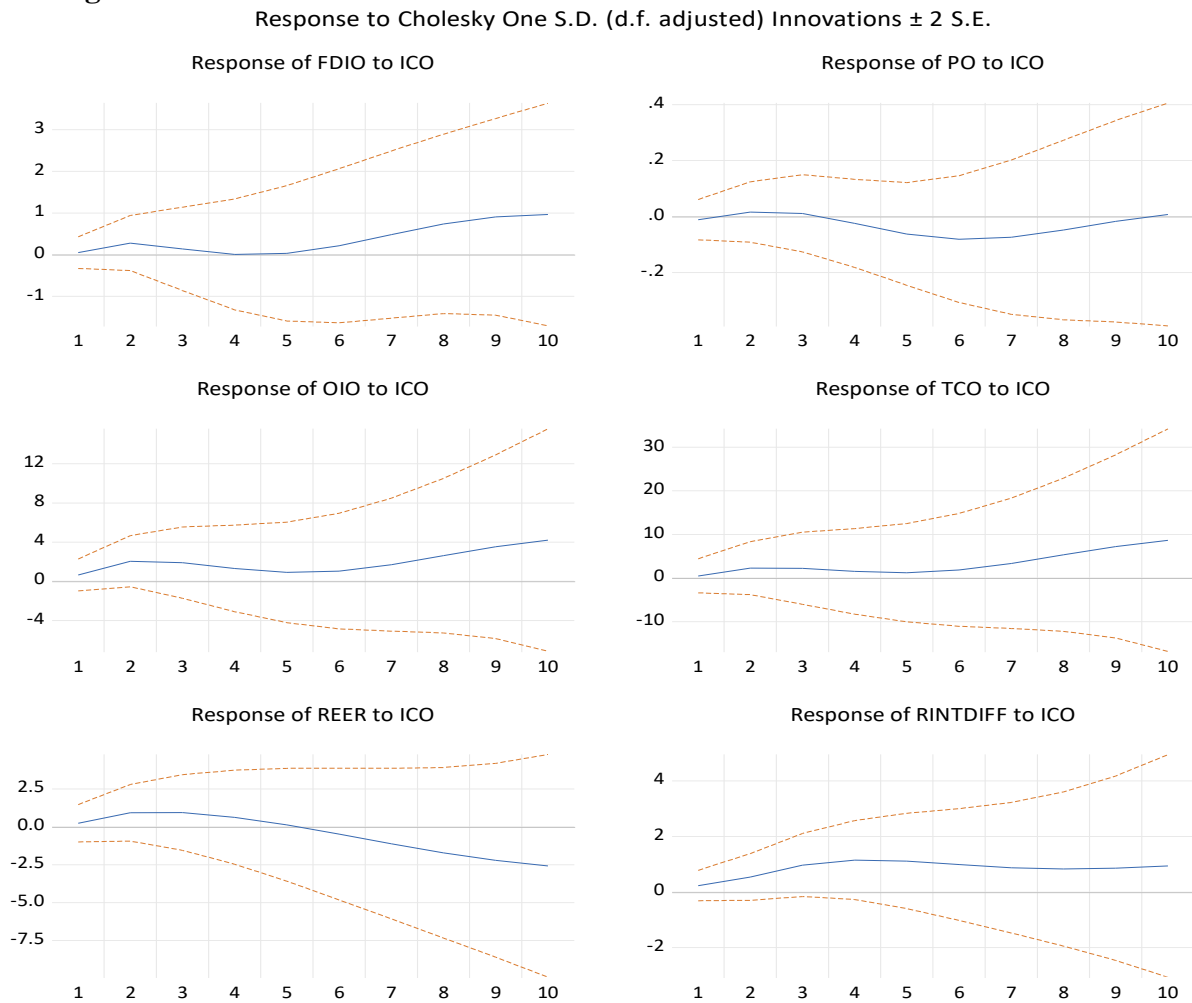 Response to Cholesky One S.D. (d.f. adjusted) Innovations ± 2 S.E.
Response of FDIO to ICO
3
2
1
0
-1
1 2 3 4 5 6 7 8 9 10
Response of PO to ICO
.4
.2
.0
-.2
1 2 3 4 5 6 7 8 9 10
Response of OIO to ICO
12
8
4
0
-4
1 2 3 4 5 6 7 8 9 10
Response of TCO to ICO
30
20
10
0
-10
1 2 3 4 5 6 7 8 9 10
Response of REER to ICO
2.5
0.0
-2.5
-5.0
-7.5
1 2 3 4 5 6 7 8 9 10
Response of RINTDIFF to ICO
4
2
0
-2
1 2 3 4 5 6 7 8 9 10